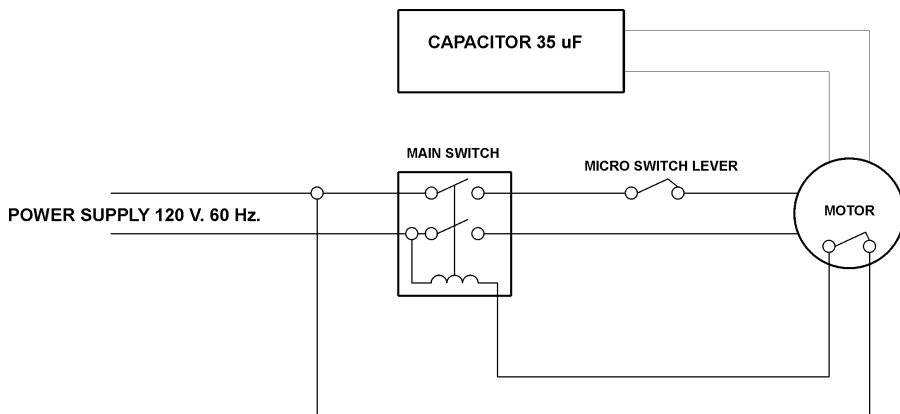 CAPACITOR 35 uF
MAIN SWITCH
MICRO SWITCH LEVER
POWER SUPPLY 120 V. 60 Hz.
MOTOR